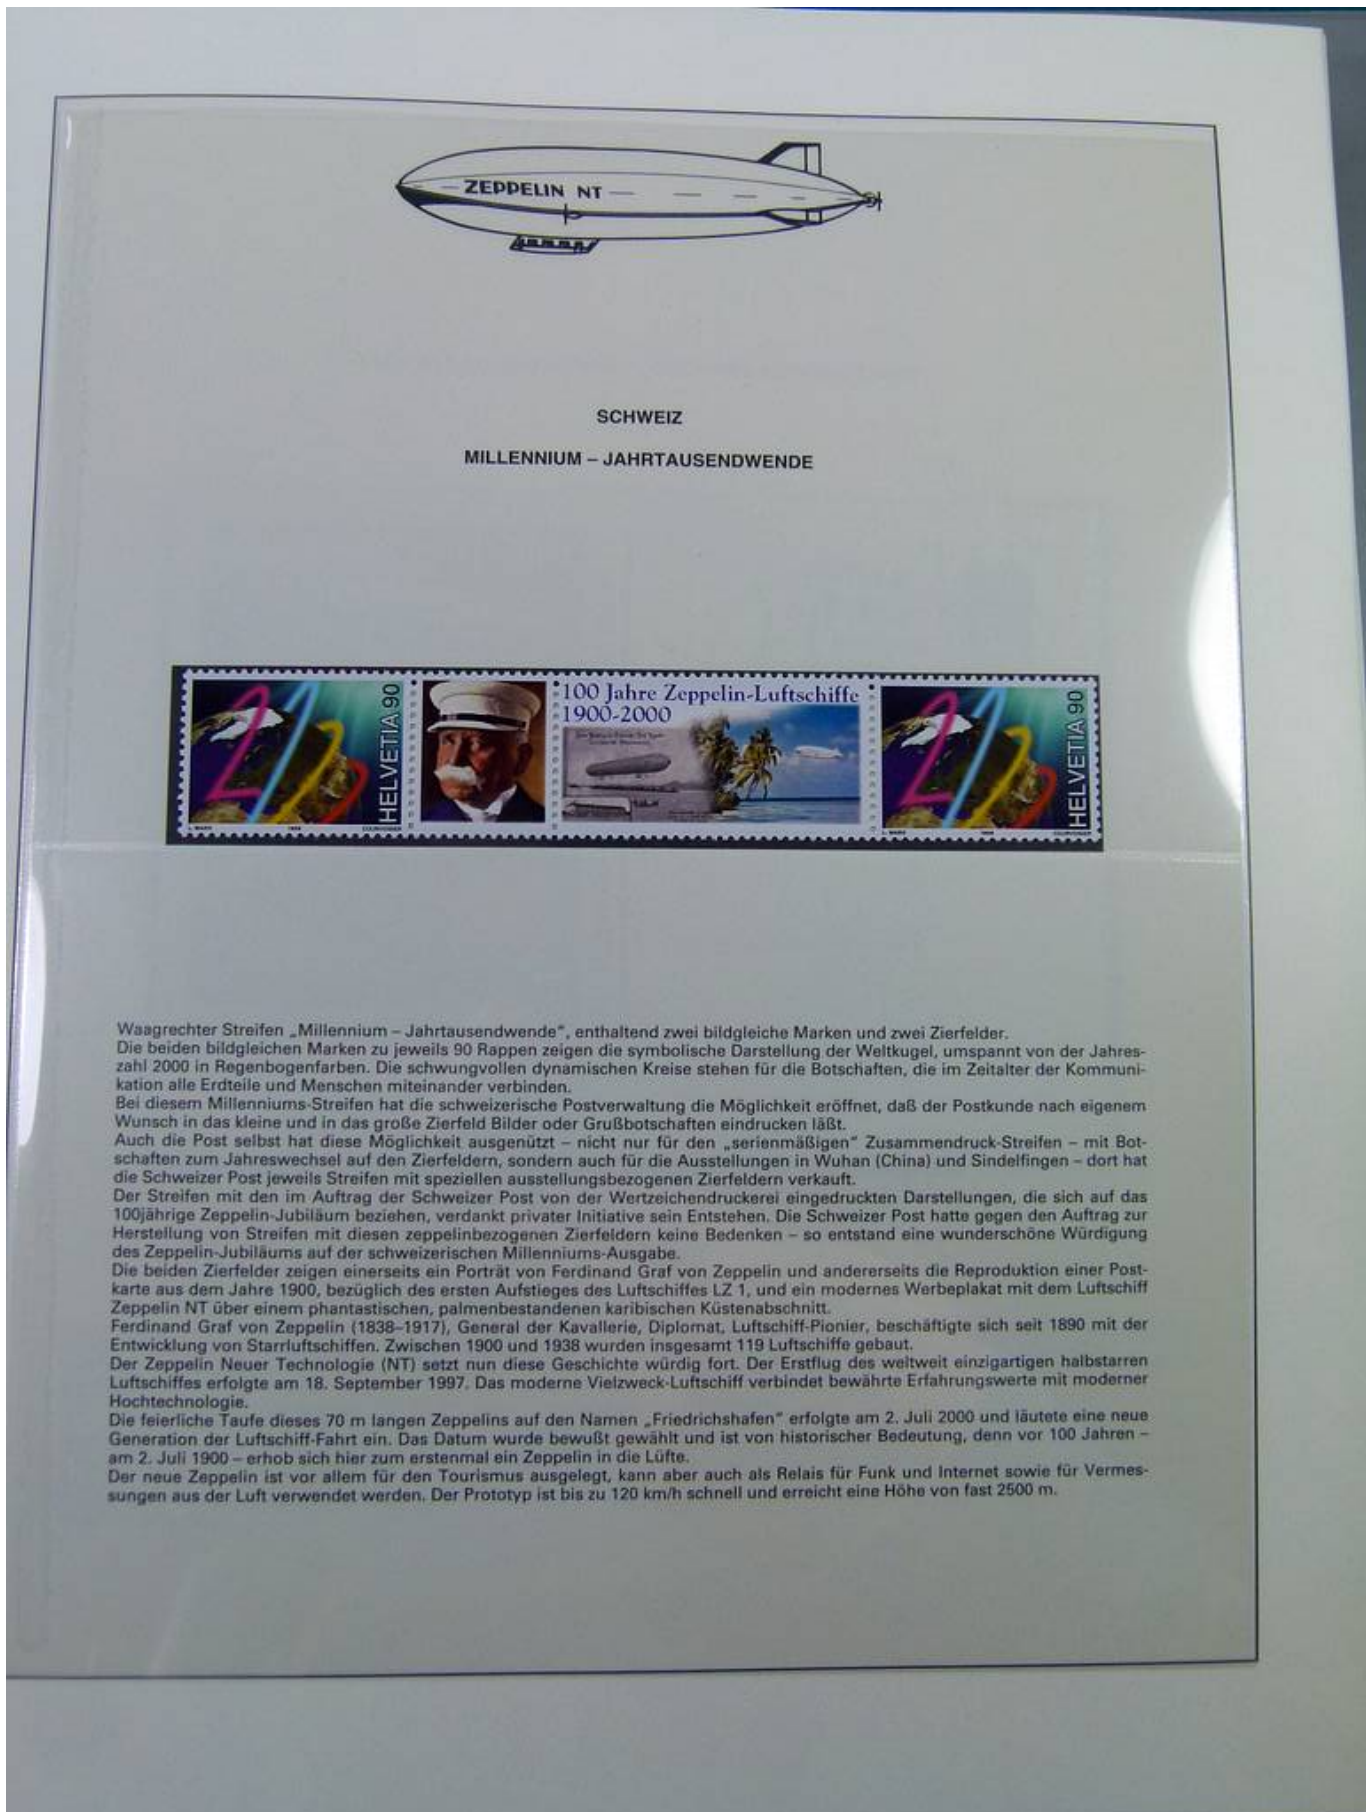 ZEPPELIN NT
SCHWEIZ
MILLENNIUM – JAHRTAUSENDWENDE
HELVETIA 90
100 Jahre Zeppelin-Luftschiffe
1900-2000
HELVETIA 90
Waagrechter Streifen „Millennium – Jahrtausendwende“, enthaltend zwei bildgleiche Marken und zwei Zierfelder.
Die beiden bildgleichen Marken zu jeweils 90 Rappen zeigen die symbolische Darstellung der Weltkugel, umspannt von der Jahres-
zahl 2000 in Regenbogenfarben. Die schwungvollen dynamischen Kreise stehen für die Botschaften, die im Zeitalter der Kommuni-
kation alle Erdteile und Menschen miteinander verbinden.
Bei diesem Millenniums-Streifen hat die schweizerische Postverwaltung die Möglichkeit eröffnet, daß der Postkunde nach eigenem
Wunsch in das kleine und in das große Zierfeld Bilder oder Grußbotschaften eindrucken läßt.
Auch die Post selbst hat diese Möglichkeit ausgenützt – nicht nur für den „serienmäßigen“ Zusammendruck-Streifen – mit Bot-
schaften zum Jahreswechsel auf den Zierfeldern, sondern auch für die Ausstellungen in Wuhan (China) und Sindelfingen – dort hat
die Schweizer Post jeweils Streifen mit speziellen ausstellungsbezogenen Zierfeldern verkauft.
Der Streifen mit den im Auftrag der Schweizer Post von der Wertzeichendruckerei eingedruckten Darstellungen, die sich auf das
100jährige Zeppelin-Jubiläum beziehen, verdankt privater Initiative sein Entstehen. Die Schweizer Post hatte gegen den Auftrag zur
Herstellung von Streifen mit diesen zeppelinbezogenen Zierfeldern keine Bedenken – so entstand eine wunderschöne Würdigung
des Zeppelin-Jubiläums auf der schweizerischen Millenniums-Ausgabe.
Die beiden Zierfelder zeigen einerseits ein Porträt von Ferdinand Graf von Zeppelin und andererseits die Reproduktion einer Post-
karte aus dem Jahre 1900, bezüglich des ersten Aufstieges des Luftschiffes LZ 1, und ein modernes Werbeplakat mit dem Luftschiff
Zeppelin NT über einem phantastischen, palmenbestandenen karibischen Küstenabschnitt.
Ferdinand Graf von Zeppelin (1838–1917), General der Kavallerie, Diplomat, Luftschiff-Pionier, beschäftigte sich seit 1890 mit der
Entwicklung von Starrluftschiffen. Zwischen 1900 und 1938 wurden insgesamt 119 Luftschiffe gebaut.
Der Zeppelin Neuer Technologie (NT) setzt nun diese Geschichte würdig fort. Der Erstflug des weltweit einzigartigen halbstarren
Luftschiffes erfolgte am 18. September 1997. Das moderne Vielzweck-Luftschiff verbindet bewährte Erfahrungswerte mit moderner
Hochtechnologie.
Die feierliche Taufe dieses 70 m langen Zeppelins auf den Namen „Friedrichshafen“ erfolgte am 2. Juli 2000 und läutete eine neue
Generation der Luftschiff-Fahrt ein. Das Datum wurde bewußt gewählt und ist von historischer Bedeutung, denn vor 100 Jahren –
am 2. Juli 1900 – erhob sich hier zum erstenmal ein Zeppelin in die Lüfte.
Der neue Zeppelin ist vor allem für den Tourismus ausgelegt, kann aber auch als Relais für Funk und Internet sowie für Vermes-
sungen aus der Luft verwendet werden. Der Prototyp ist bis zu 120 km/h schnell und erreicht eine Höhe von fast 2500 m.